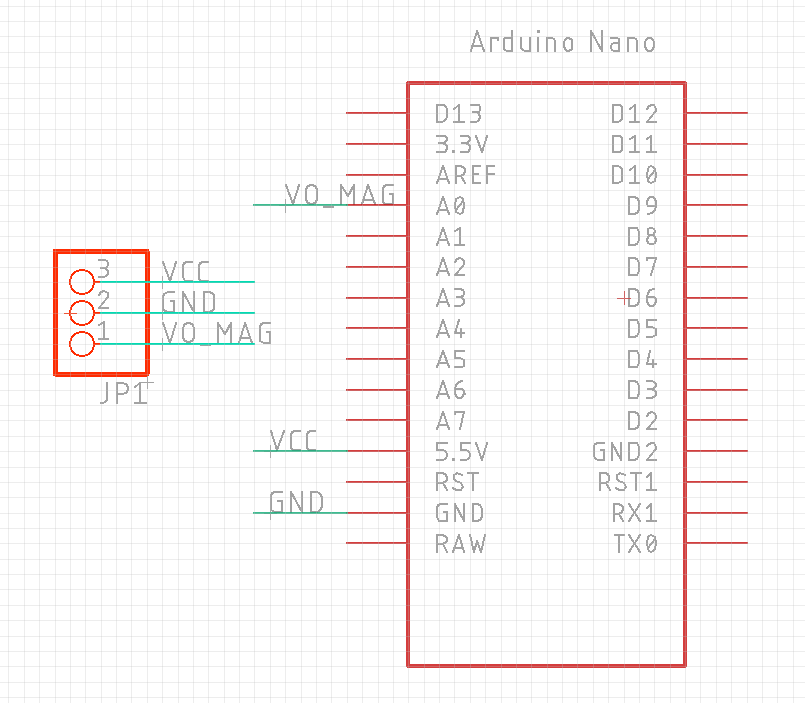 Arduino Nano
D13 D12
3.3V D11
AREF D10
VO_MAG A0 D9
A1 D8
A2 D7
3 VCC
2 GND
1 VO_MAG
JP1
A3 D6
A4 D5
A5 D4
A6 D3
A7 D2
VCC 5.5V GND2
RST RST1
GND GND RX1
RAW TX0